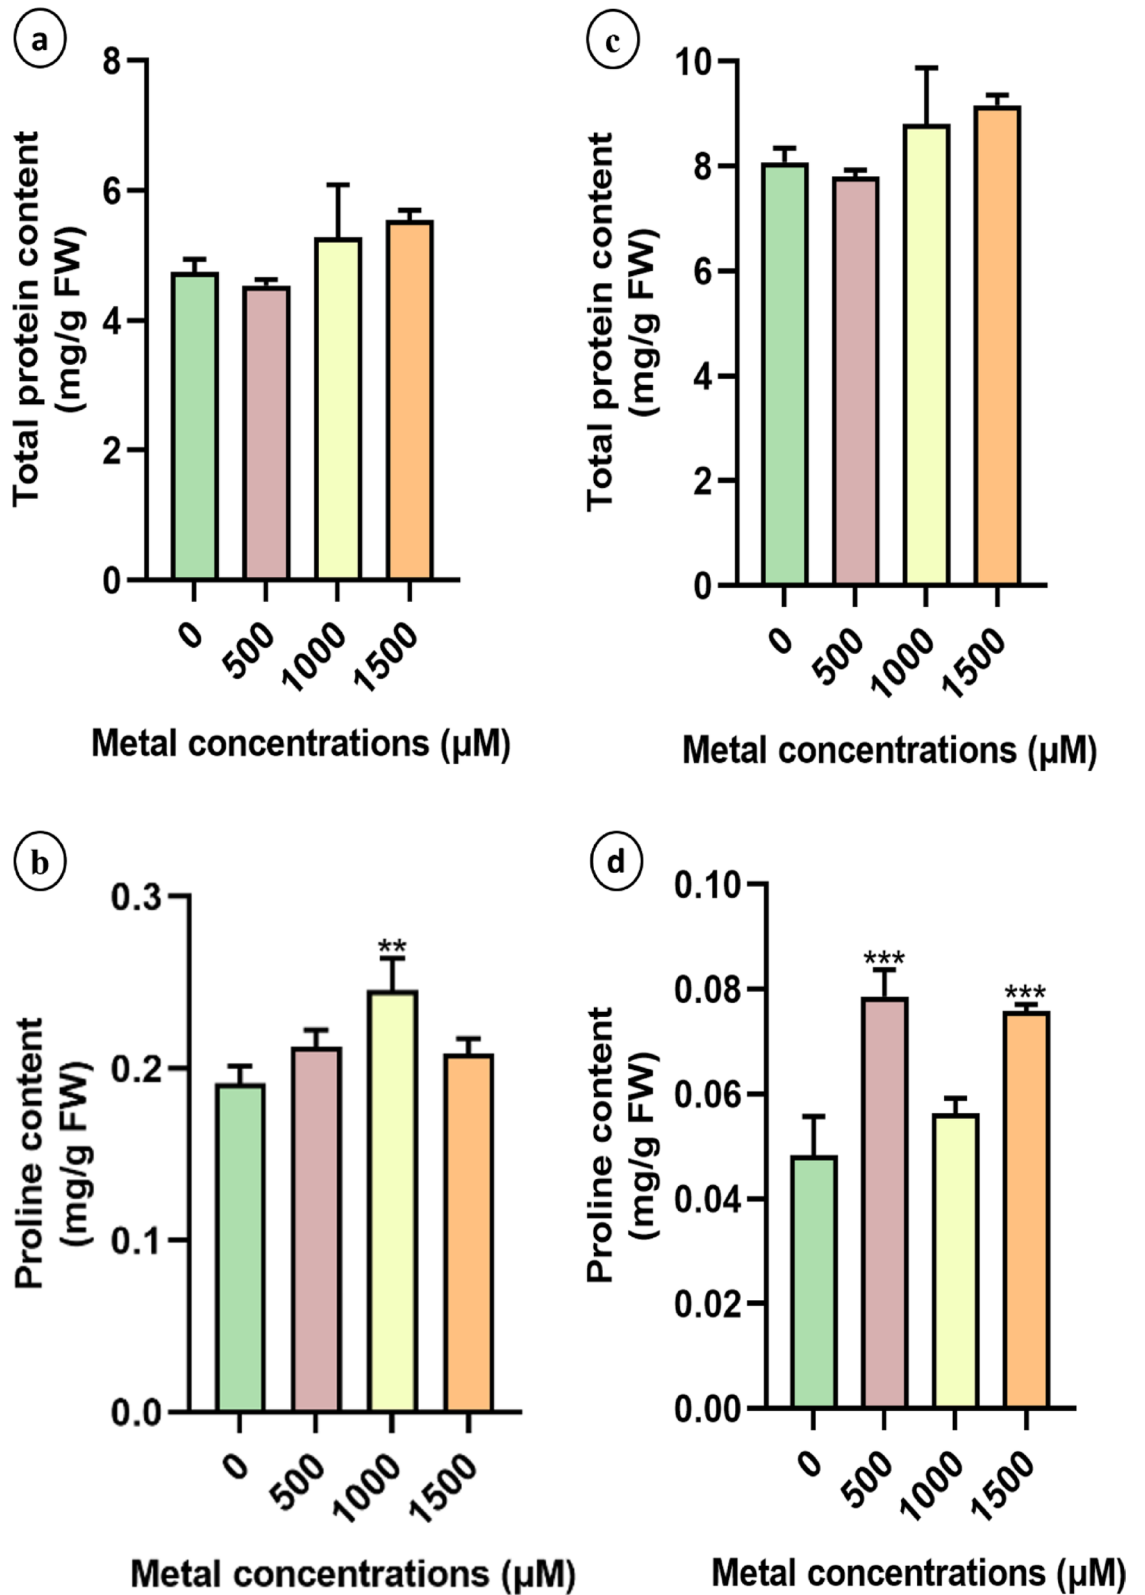 a
8
6
4
2
0
Total protein content
(mg/g FW)
0
500
1000
1500
Metal concentrations (µM)
c
10
8
6
4
2
0
Total protein content
(mg/g FW)
0
500
1000
1500
Metal concentrations (µM)
b
0.3
0.2
0.1
0.0
Proline content
(mg/g FW)
**
0
500
1000
1500
Metal concentrations (µM)
d
0.10
0.08
0.06
0.04
0.02
0.00
Proline content
(mg/g FW)
***
***
0
500
1000
1500
Metal concentrations (µM)